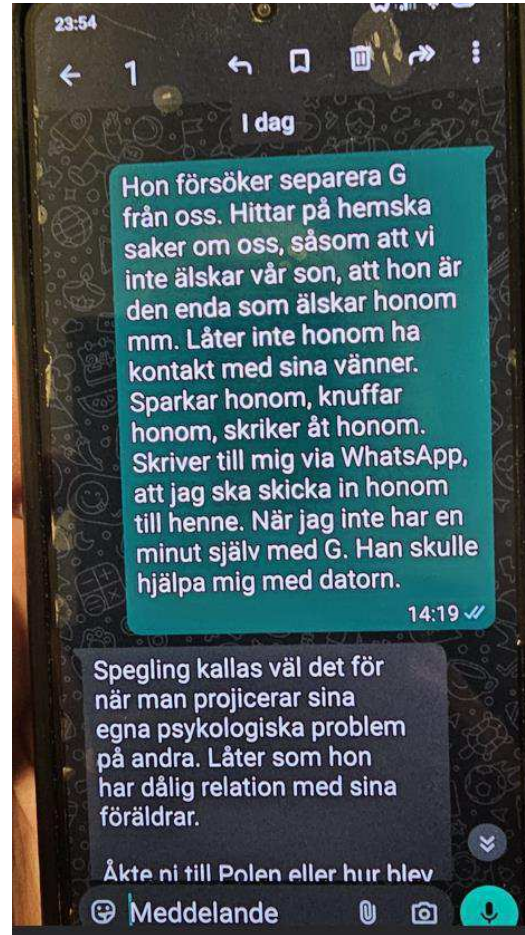 23:54
1
I dag
Hon försöker separera G
från oss. Hittar på hemska
saker om oss, såsom att vi
inte älskar vår son, att hon är
den enda som älskar honom
mm. Låter inte honom ha
kontakt med sina vänner.
Sparkar honom, knuffar
honom, skriker åt honom.
Skriver till mig via WhatsApp,
att jag ska skicka in honom
till henne. När jag inte har en
minut själv med G. Han skulle
hjälpa mig med datorn.
14:19
Spegling kallas väl det för
när man projicerar sina
egna psykologiska problem
på andra. Låter som hon
har dålig relation med sina
föräldrar.
Åkte ni till Polen eller hur blev
Meddelande